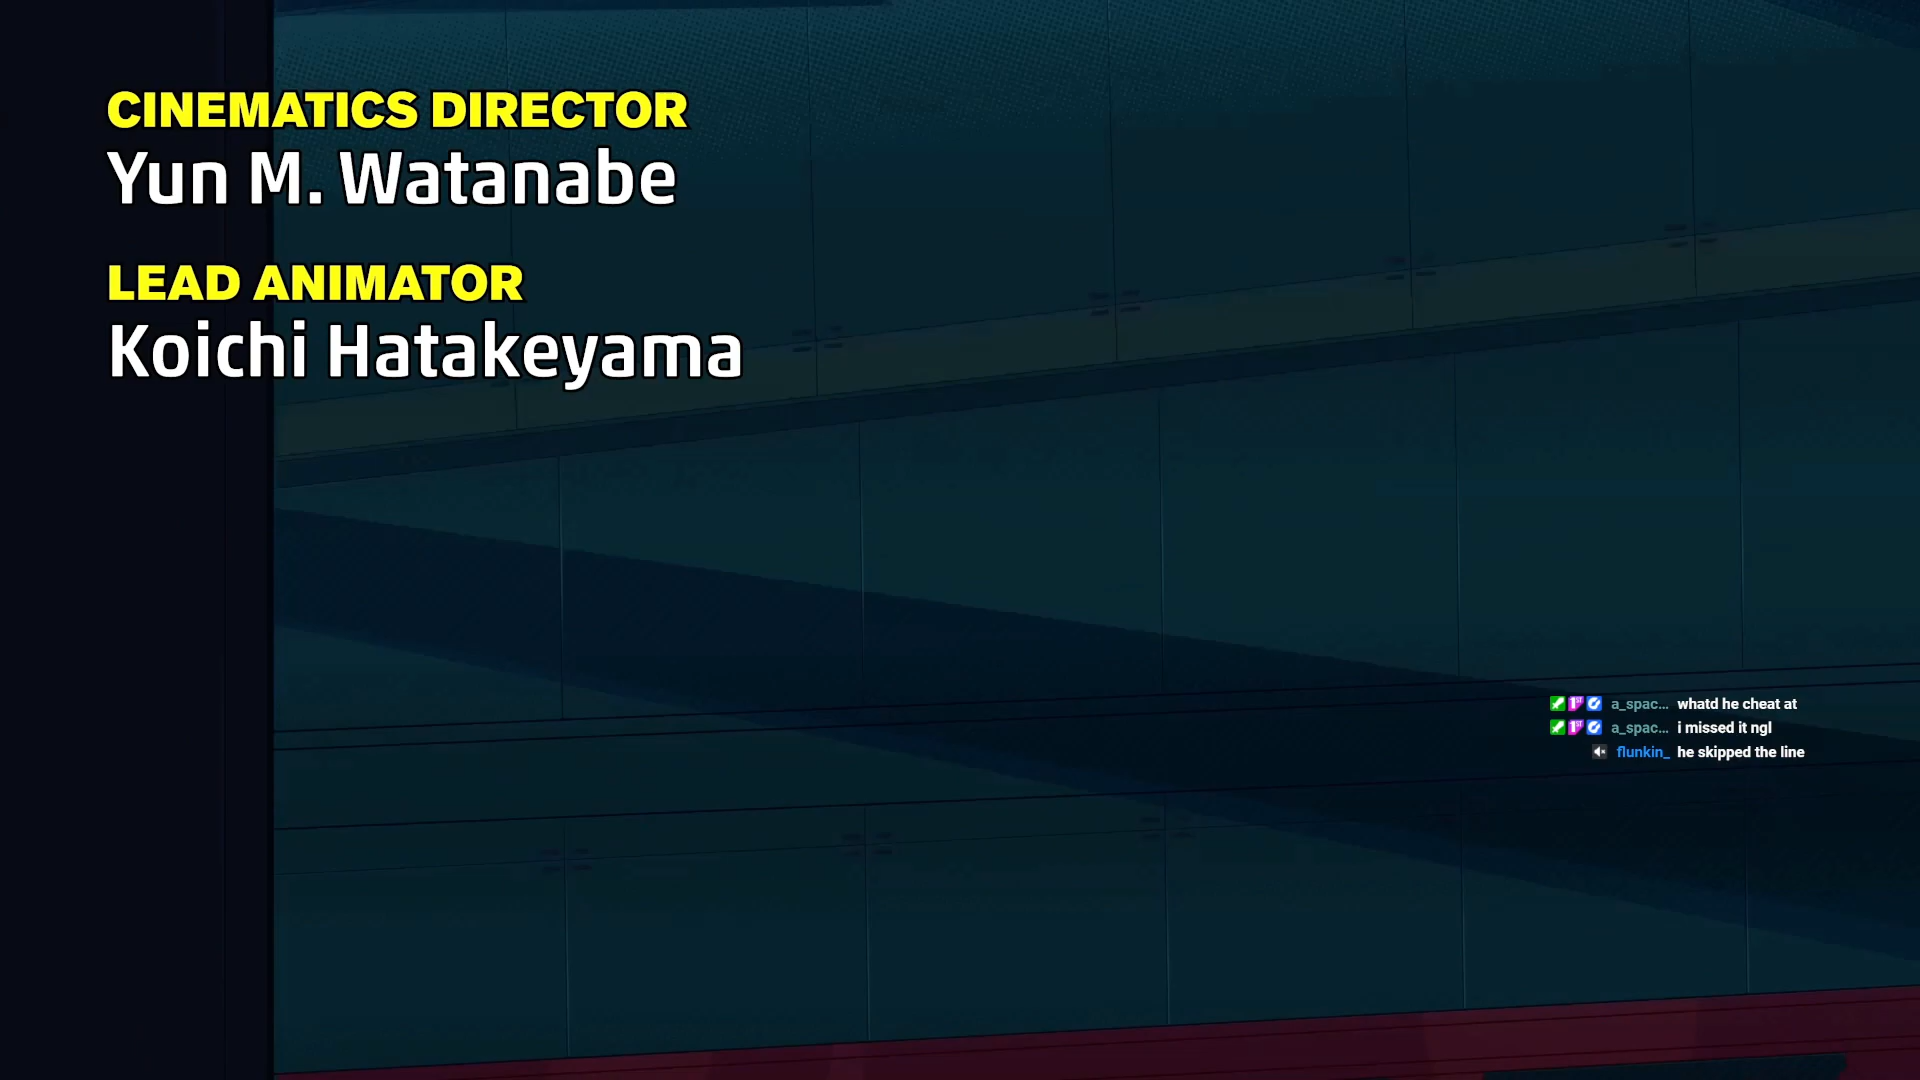 CINEMATICS DIRECTOR
Yun M. Watanabe
LEAD ANIMATOR
Koichi Hatakeyama
a_spac... whatd he cheat at
a_spac... i missed it ngl
flunkin_ he skipped the line